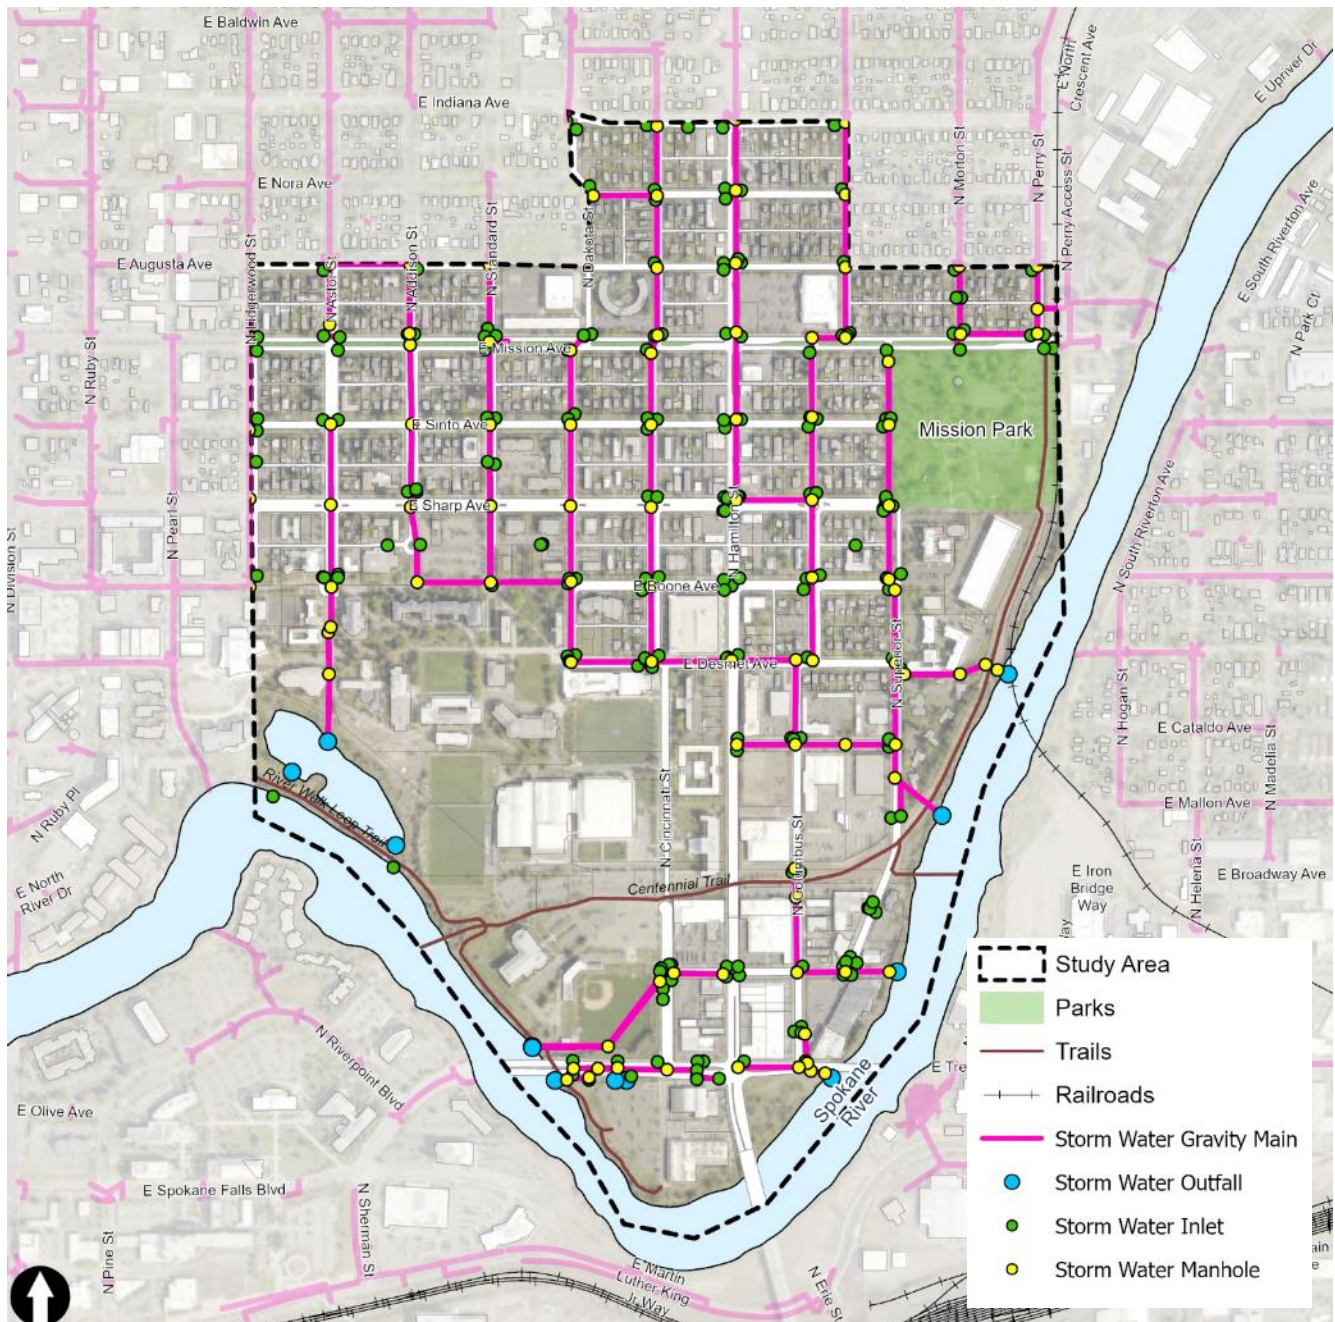 E Baldwin Ave
E North
Crescent Ave
E Upriver Dr
E Indiana Ave
E Nora Ave
N Morton St
N Perry St
N Perry Access St
E South Riverton Ave
N Standard St
N Dakota St
E Augusta Ave
N Lidgerwood St
N Astor St
N Addison St
N Park Ct
E Mission Ave
N Ruby St
Mission Park
E Sinto Ave
N Pearl St
E Sharp Ave
N Hamilton St
N South Riverton Ave
N Division St
E Boone Ave
E Desmet Ave
N Superior St
N Hogan St
E Cataldo Ave
N Madelia St
River Walk Loop Trail
N Ruby Pl
N Cincinnati St
N Columbus St
E Mallon Ave
E North
River Dr
Centennial Trail
E Iron
Bridge
Way
N Helena St
E Broadway Ave
Way
Study Area
Parks
Trails
Railroads
Storm Water Gravity Main
Storm Water Outfall
Storm Water Inlet
Storm Water Manhole
N Riverpoint Blvd
E Tre
Spokane
River
E Olive Ave
E Spokane Falls Blvd
N Sherman St
N Pine St
E Martin
Luther King
Jr Way
N Erie St
ain
e